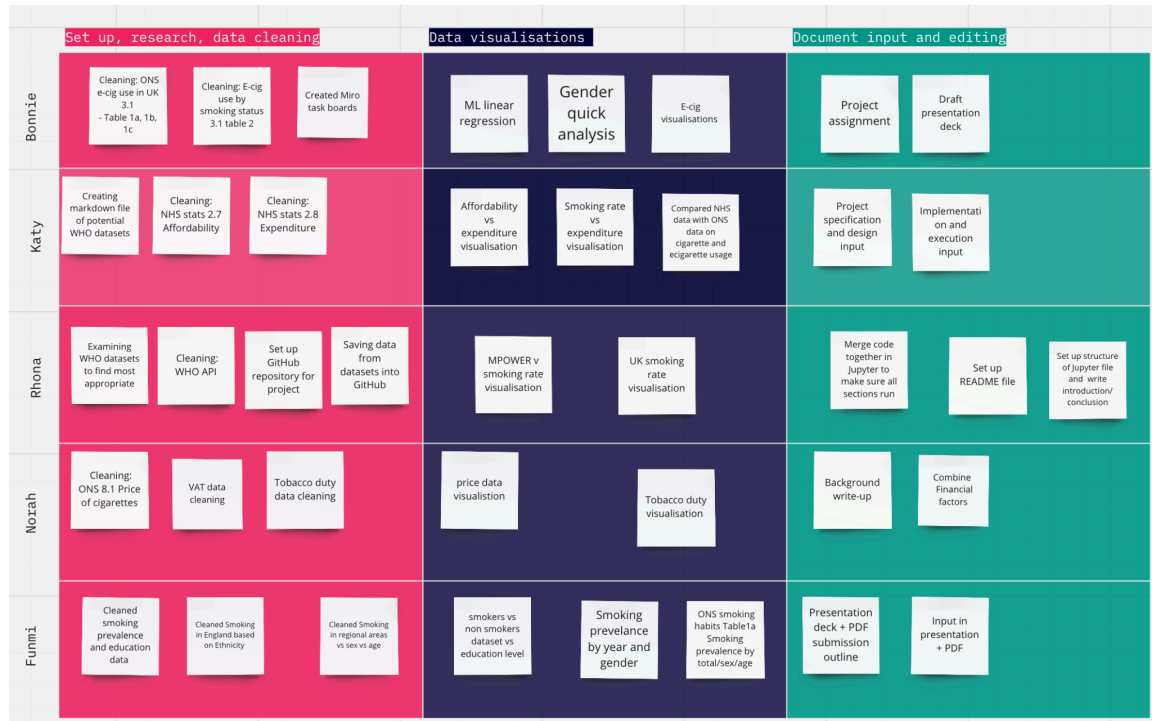 Set up, research, data cleaning
Data visualisations
Document input and editing
Bonnie
Cleaning: ONS
e-cig use in UK
3.1
- Table 1a, 1b,
1c
Cleaning: E-cig
use by
smoking status
3.1 table 2
Created Miro
task boards
ML linear
regression
Gender
quick
analysis
E-cig
visualisations
Project
assignment
Draft
presentation
deck
Katy
Creating
markdown file
of potential
WHO datasets
Cleaning:
NHS stats 2.7
Affordability
Cleaning:
NHS stats 2.8
Expenditure
Affordability
vs
expenditure
visualisation
Smoking rate
vs
expenditure
visualisation
Compared NHS
data with ONS
data on
cigarette and
ecigarette usage
Project
specification
and design
input
Implementati
on and
execution
input
Rhona
Examining
WHO datasets
to find most
appropriate
Cleaning:
WHO API
Set up
GitHub
repository for
project
Saving data
from
datasets into
GitHub
MPOWER v
smoking rate
visualisation
UK smoking
rate
visualisation
Merge code
together in
Jupyter to
make sure all
sections run
Set up
README file
Set up structure
of Jupyter file
and write
introduction/
conclusion
Norah
Cleaning:
ONS 8.1 Price
of cigarettes
VAT data
cleaning
Tobacco duty
data cleaning
price data
visualistion
Tobacco duty
visualisation
Background
write-up
Combine
Financial
factors
Funmi
Cleaned
smoking
prevalence
and education
data
Cleaned Smoking
in England based
on Ethnicity
Cleaned Smoking
in regional areas
vs sex vs age
smokers vs
non smokers
dataset vs
education level
Smoking
prevelance
by year and
gender
ONS smoking
habits Table1a
Smoking
prevalence by
total/sex/age
Presentation
deck + PDF
submission
outline
Input in
presentation
+ PDF